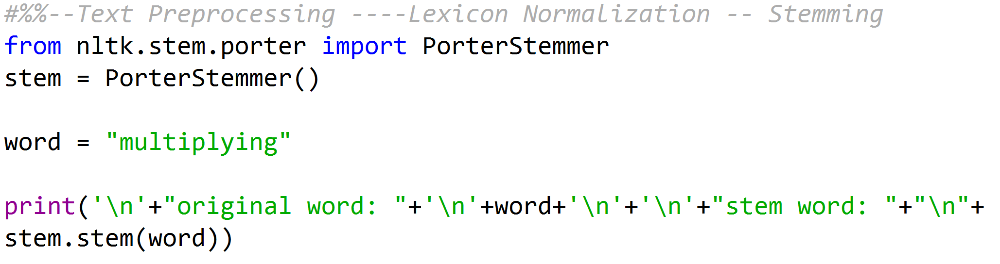 #%%--Text Preprocessing ----Lexicon Normalization -- Stemming
from nltk.stem.porter import PorterStemmer
stem = PorterStemmer()
word = "multiplying"
print('\n'+"original word: "+'\n'+word+'\n'+'\n'+"stem word: "+"\n"+
stem.stem(word))